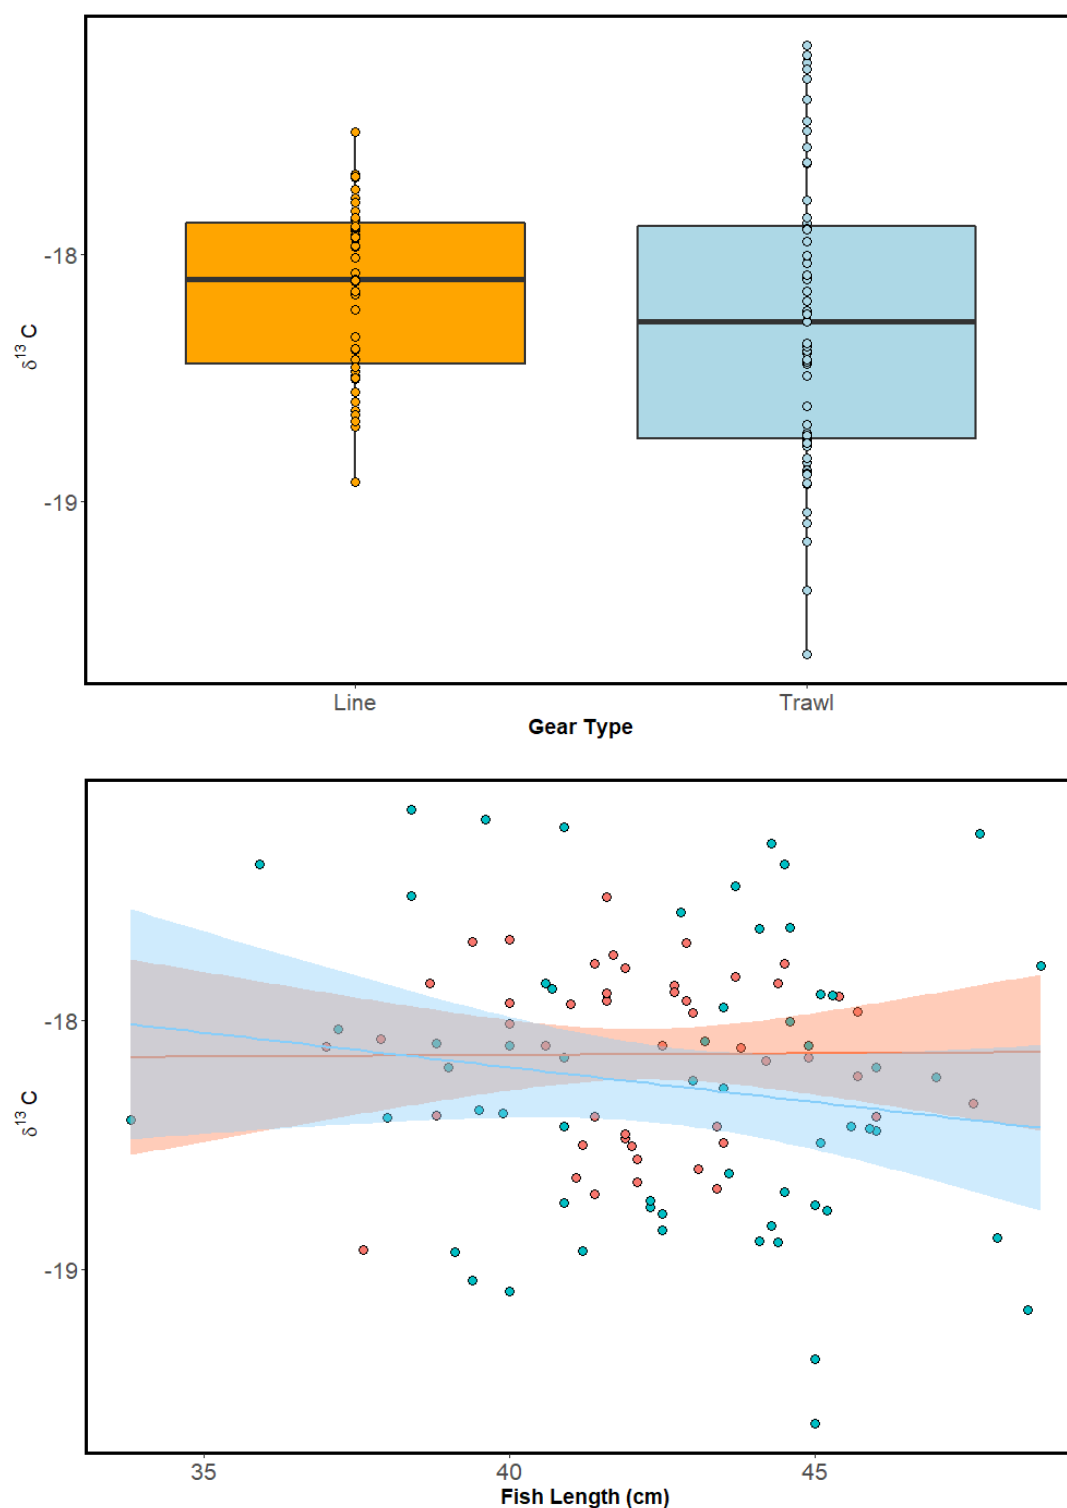 -18
-19
δ13 C
Line
Trawl
Gear Type
-18
-19
δ13 C
35
40
45
Fish Length (cm)